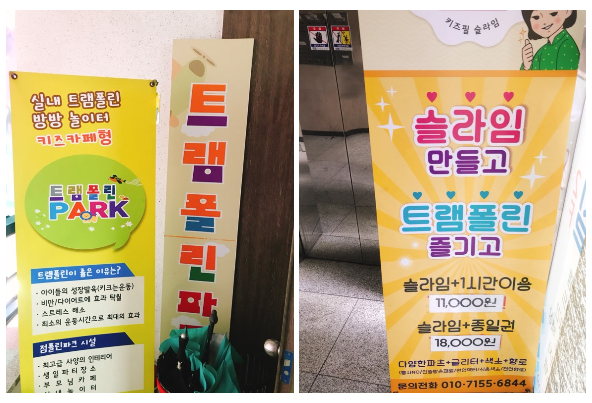 실내 트램폴린
방방 놀이터
키즈카페형
트램폴린
PARK
트램폴린이 좋은 이유는?
· 아이들의 성장발육(키크는운동)
· 비만/다이어트에 효과 탁월
· 스트레스 해소
· 최소의 운동시간으로 최대의 효과
점폴린파크 시설
· 최고급 사양의 인테리어
· 생일파티장소
· 부모님카페
놀이터
트
램
폴
린
파
키즈필 슬라임
슬라임
만들고
트램폴린
즐기고
슬라임+1시간이용
11,000원!
슬라임+종일권
18,000원
다양한파츠+글리터+색소+향료
문의전화 010-7155-6844